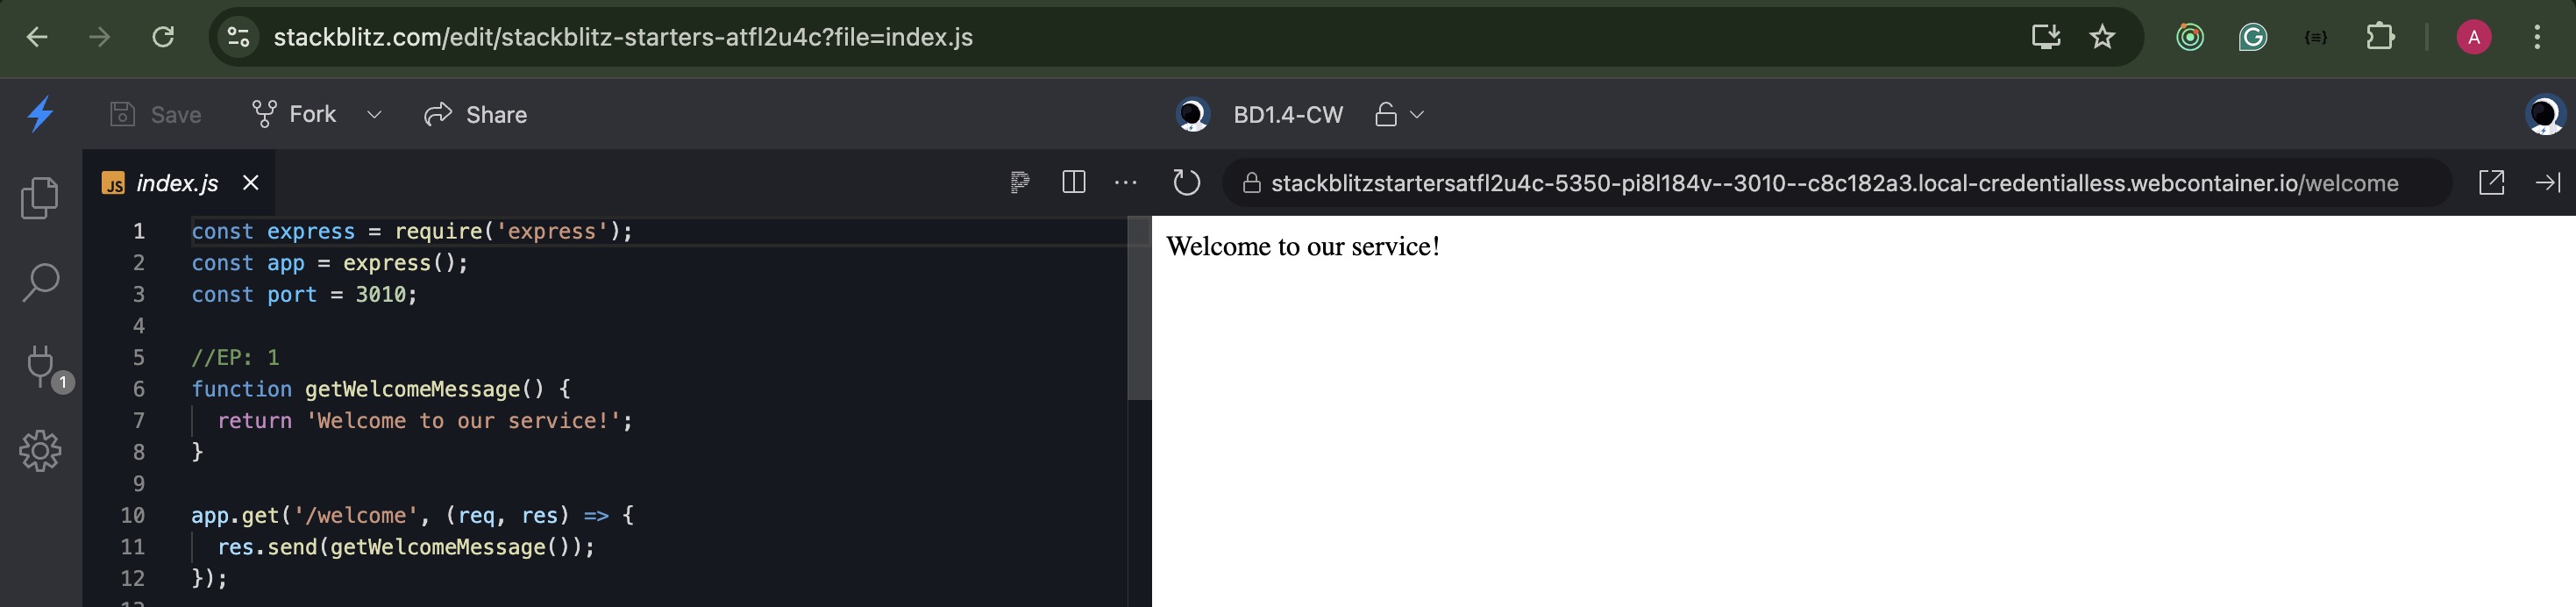 stackblitz.com/edit/stackblitz-starters-atfl2u4c?file=index.js
A
Save
Fork
Share
BD1.4-CW
JS index.js
stackblitzstartersatfl2u4c-5350-pi8l184v--3010--c8c182a3.local-credentialless.webcontainer.io/welcome
1
1 const express = require('express');
2 const app = express();
3 const port = 3010;
4
5 //EP: 1
6 function getWelcomeMessage() {
7 return 'Welcome to our service!';
8 }
9
10 app.get('/welcome', (req, res) => {
11 res.send(getWelcomeMessage());
12 });
Welcome to our service!